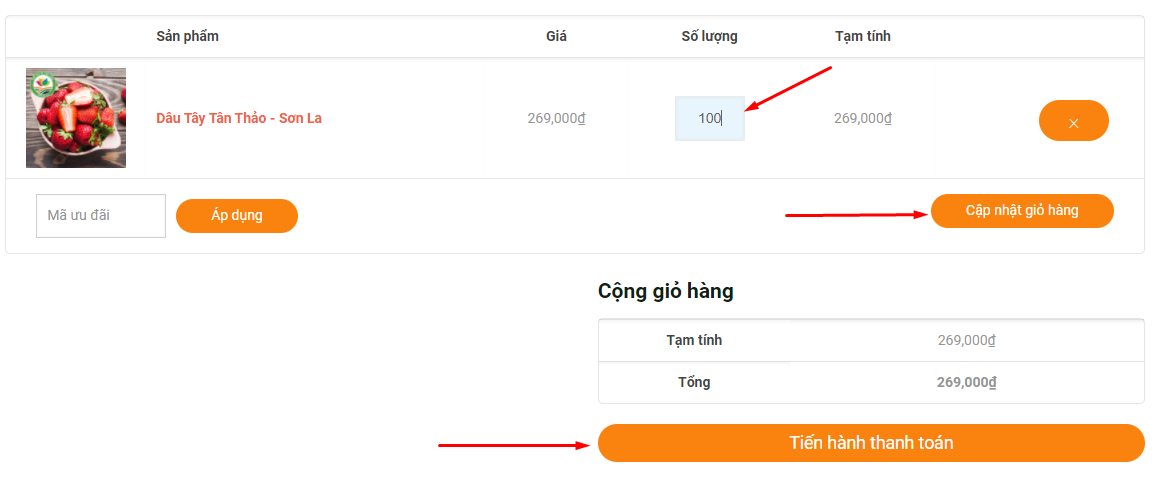 Sản phẩm Giá Số lượng Tạm tính
Dâu Tây Tân Thảo - Sơn La 269,000₫ 100 269,000₫ ×
Mã ưu đãi Áp dụng Cập nhật giỏ hàng
Cộng giỏ hàng
Tạm tính 269,000₫
Tổng 269,000₫
Tiến hành thanh toán